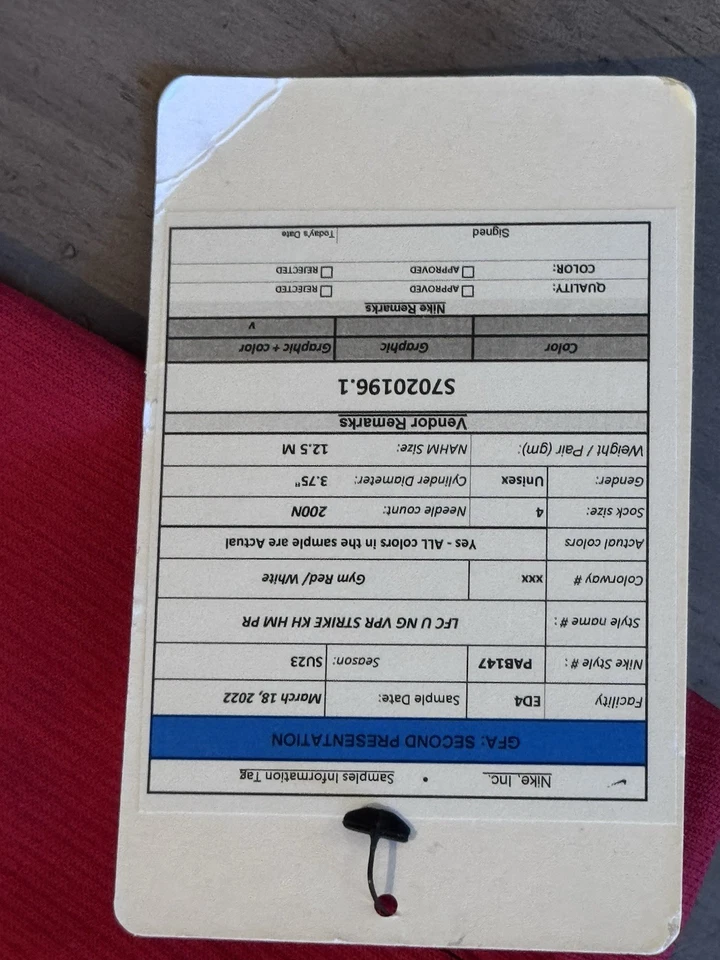 Nike, Inc. • Samples Information Tag
GFA: SECOND PRESENTATION
Facility ED4 Sample Date: March 18, 2022
Nike Style # : PAB147 Season: SU23
Style name # : LFC U NG VPR STRIKE KH HM PR
Colorway # xxx Gym Red/ White
Actual colors Yes - ALL colors in the sample are Actual
Sock size: 4 Needle count: 200N
Gender: Unisex Cylinder Diameter: 3.75"
Weight / Pair (gm): NAHM Size: 12.5 M
Vendor Remarks
S7020196.1
Color Graphic Graphic + color
v
Nike Remarks
QUALITY: APPROVED REJECTED
COLOR: APPROVED REJECTED
Signed Today's Date